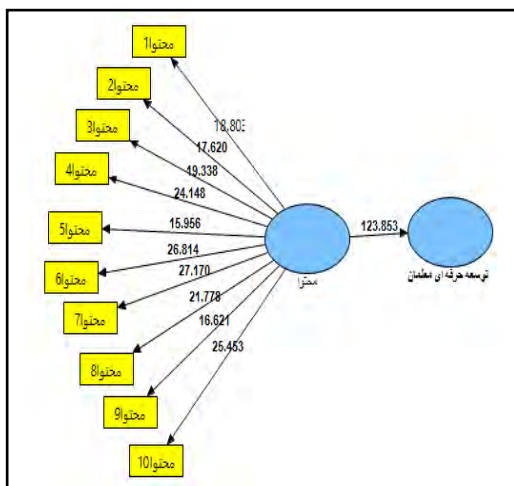 محتوا1
محتوا2
محتوا3
محتوا4
محتوا5
محتوا6
محتوا7
محتوا8
محتوا9
محتوا10
18.803
17.620
19.338
24.148
15.956
26.814
27.170
21.778
16.621
25.453
محتوا
123.853
توسعه حرفه ای معلمان